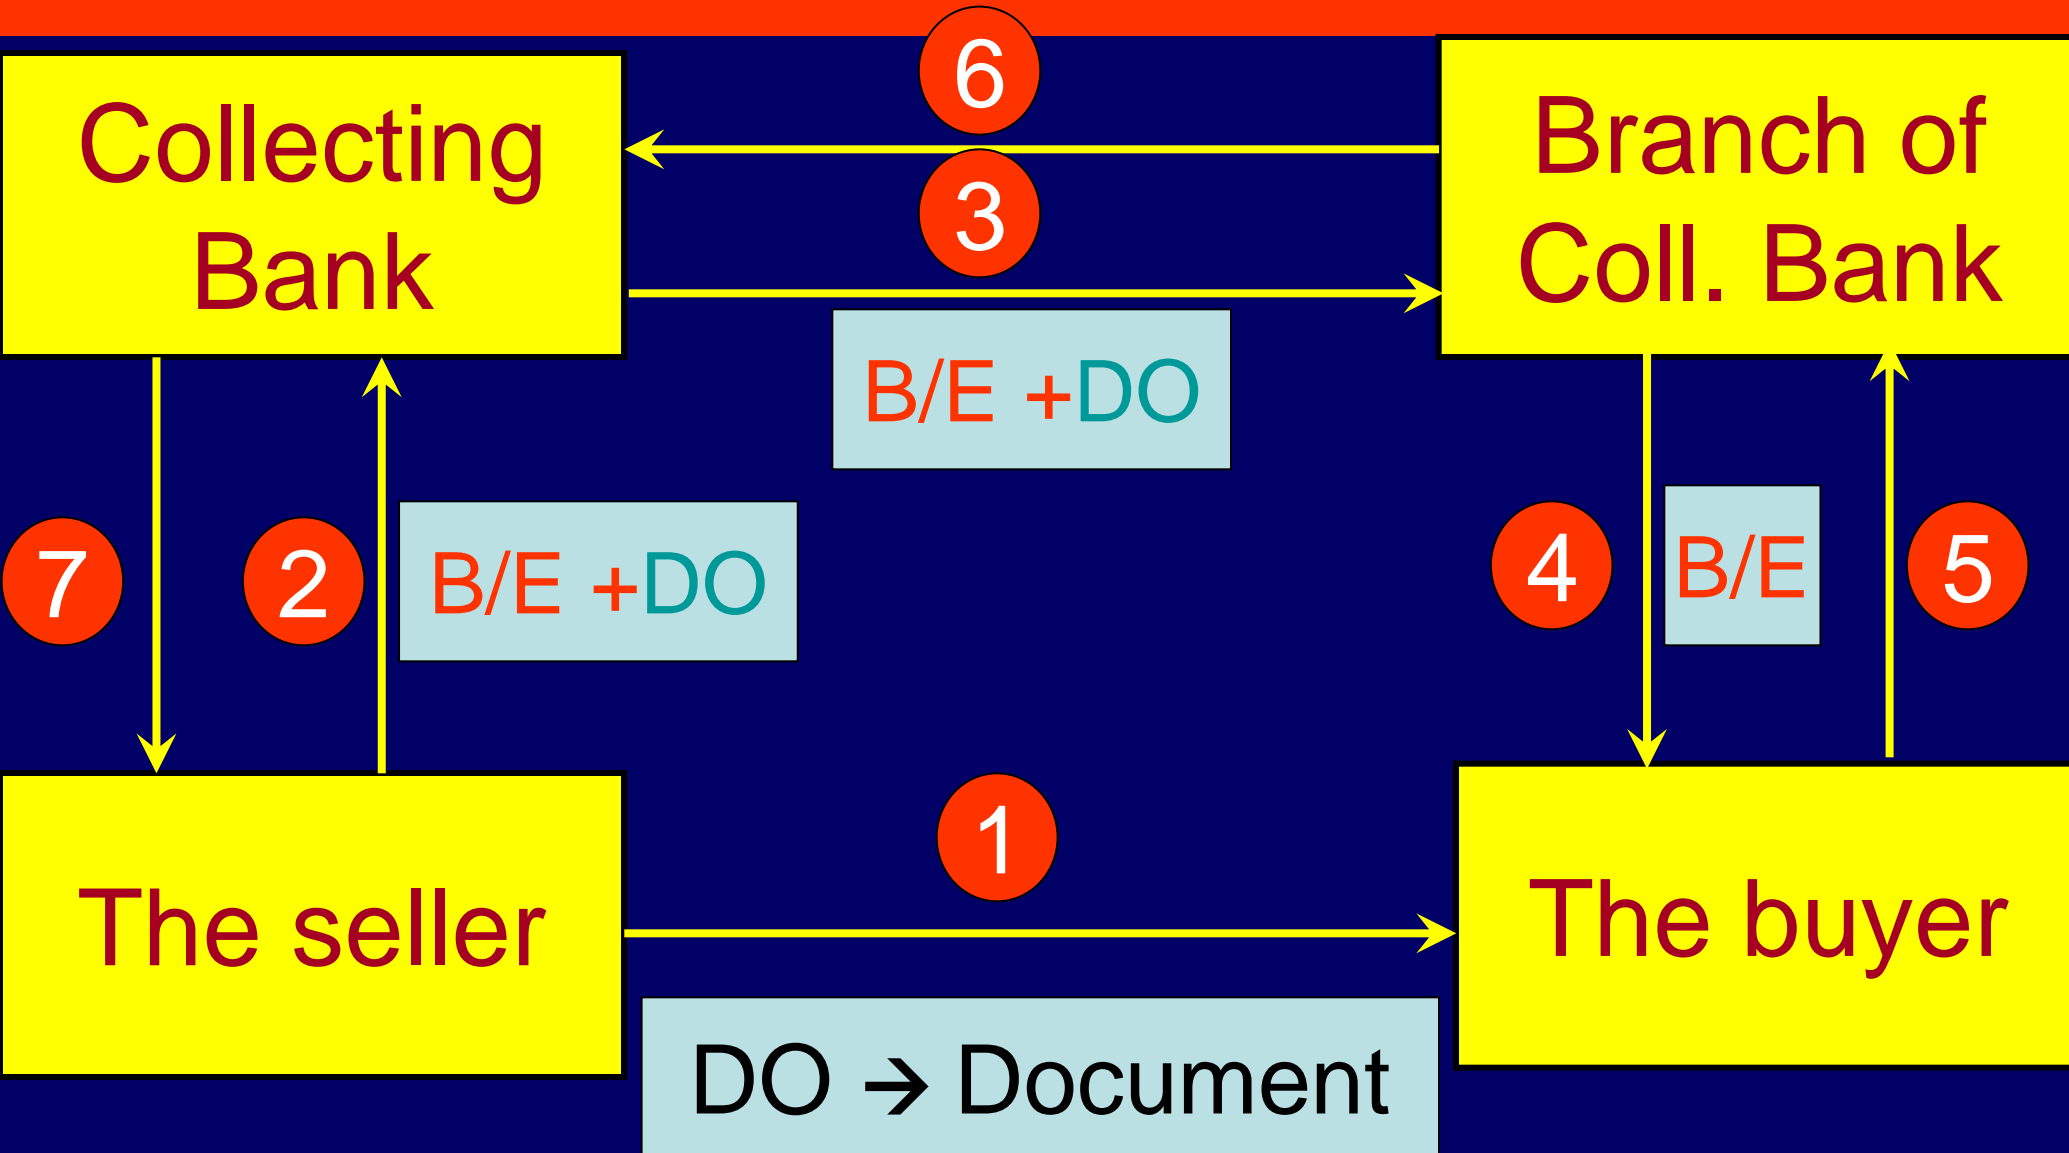 6
Collecting
Bank
Branch of
Coll. Bank
3
B/E +DO
7
2
B/E +DO
4
B/E
5
1
The seller
The buyer
DO → Document